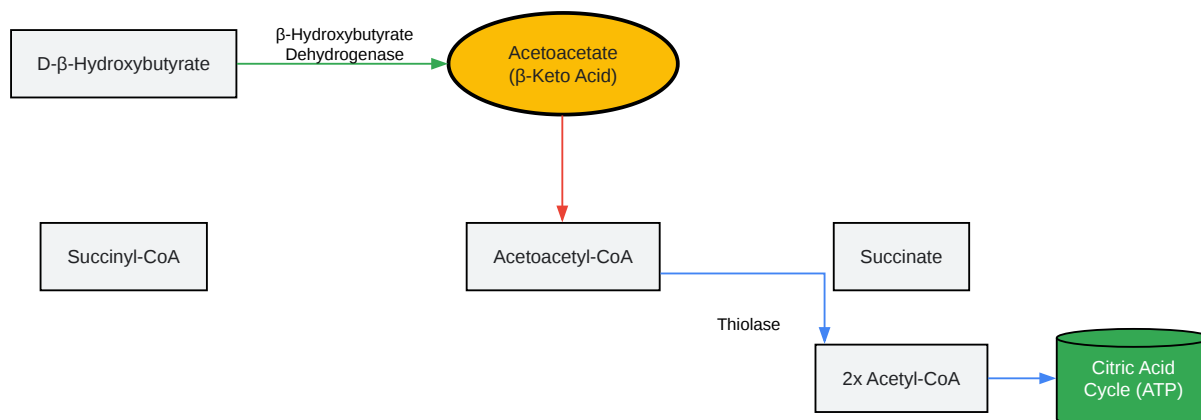 D-β-Hydroxybutyrate
β-Hydroxybutyrate
Dehydrogenase
Acetoacetate
(β-Keto Acid)
Succinyl-CoA
Acetoacetyl-CoA
Succinate
Thiolase
2x Acetyl-CoA
Citric Acid
Cycle (ATP)